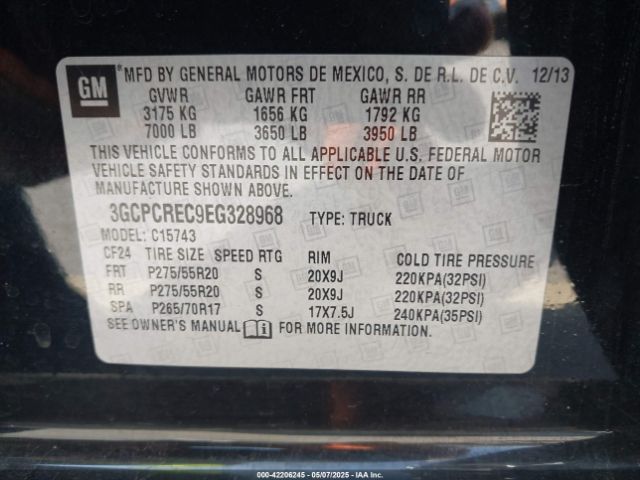 GM
* MFD BY GENERAL MOTORS DE MEXICO, S. DE R.L. DE C.V. 12/13
GVWR GAWR FRT GAWR RR
3175 KG 1656 KG 1792 KG
7000 LB 3650 LB 3950 LB
THIS VEHICLE CONFORMS TO ALL APPLICABLE U.S. FEDERAL MOTOR
VEHICLE SAFETY STANDARDS IN EFFECT ON THE DATE OF
MANUFACTURE SHOWN ABOVE.
3GCPCREC9EG328968 TYPE: TRUCK
MODEL: C15743
CF24 TIRE SIZE SPEED RTG RIM COLD TIRE PRESSURE
FRT P275/55R20 S 20X9J 220KPA(32PSI)
RR P275/55R20 S 20X9J 220KPA(32PSI)
SPA P265/70R17 S 17X7.5J 240KPA(35PSI)
SEE OWNER'S MANUAL FOR MORE INFORMATION.
000-42206245 - 05/07/2025 - IAA Inc.